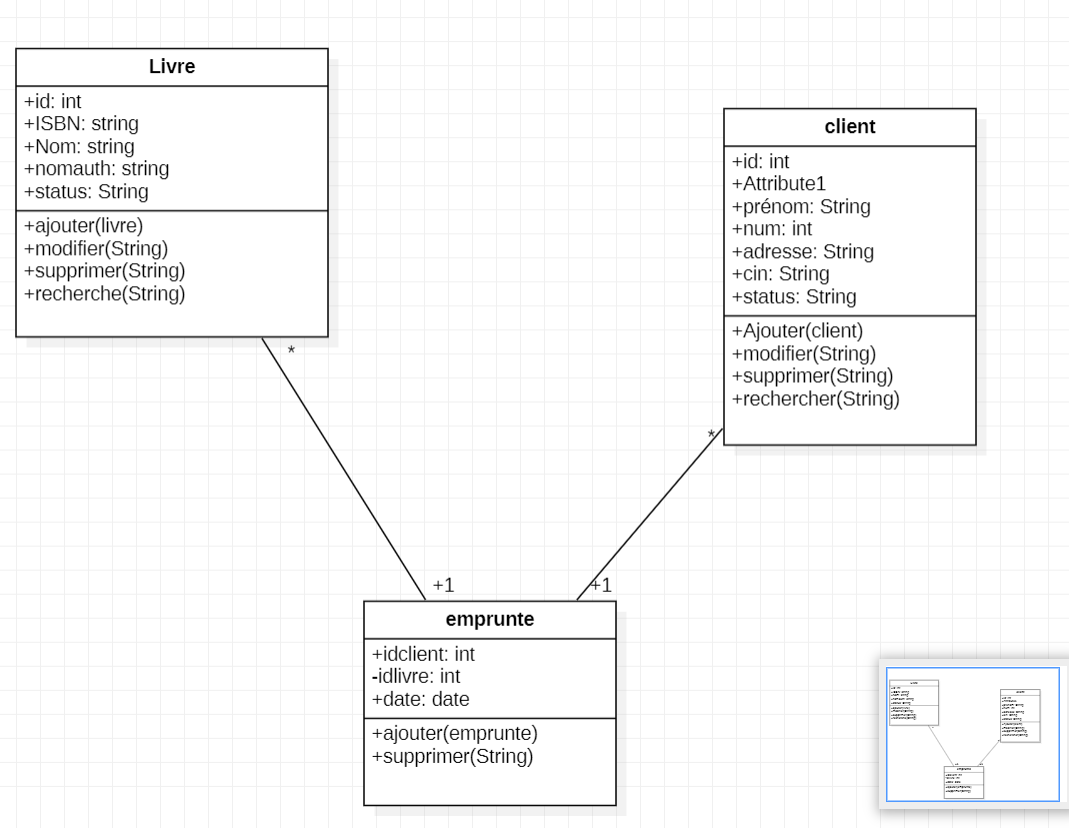 Livre
+id: int
+ISBN: string
+Nom: string
+nomauth: string
+status: String
+ajouter(livre)
+modifier(String)
+supprimer(String)
+recherche(String)
*
client
+id: int
+Attribute1
+prénom: String
+num: int
+adresse: String
+cin: String
+status: String
+Ajouter(client)
+modifier(String)
+supprimer(String)
+rechercher(String)
*
+1
+1
emprunte
+idclient: int
-idlivre: int
+date: date
+ajouter(emprunte)
+supprimer(String)